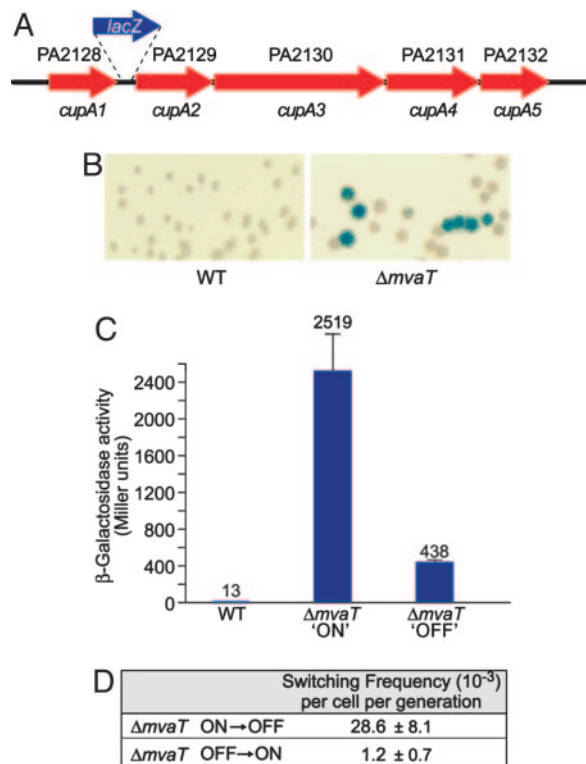 A
lacZ
PA2128 PA2129 PA2130 PA2131 PA2132
cupA1 cupA2 cupA3 cupA4 cupA5
B
WT ΔmvaT
C
β-Galactosidase activity
(Miller units)
2400
2000
1600
1200
800
400
0
13
2519
438
WT ΔmvaT ΔmvaT
'ON' 'OFF'
D
Switching Frequency (10⁻³)
per cell per generation
ΔmvaT ON→OFF 28.6 ± 8.1
ΔmvaT OFF→ON 1.2 ± 0.7